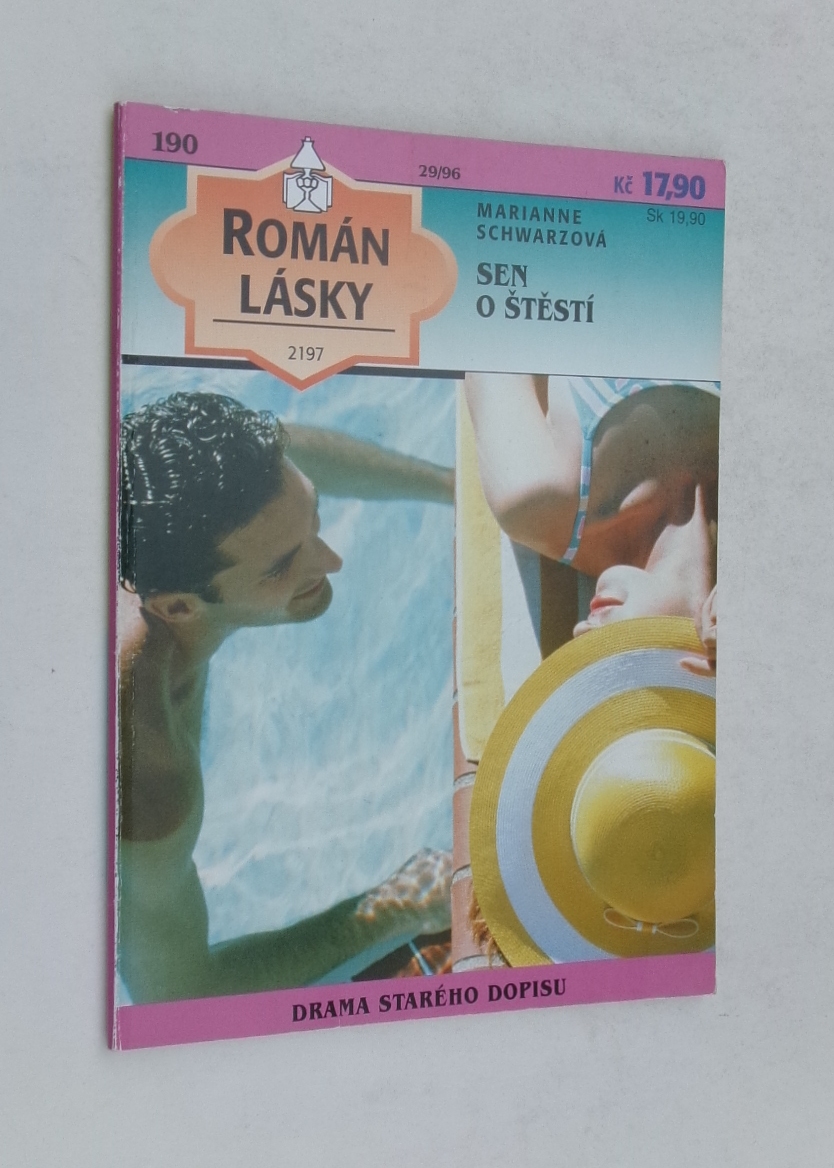 190
29/96
Kč 17,90
Sk 19,90
ROMÁN
LÁSKY
2197
MARIANNE
SCHWARZOVÁ
SEN
O ŠTĚSTÍ
DRAMA STARÉHO DOPISU